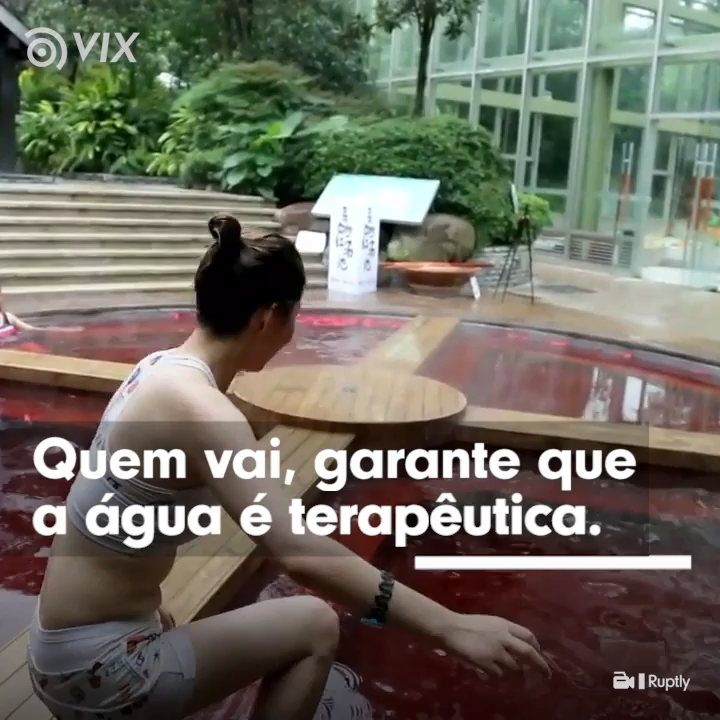 VIX
Quem vai, garante que
a água é terapêutica.
Ruptly